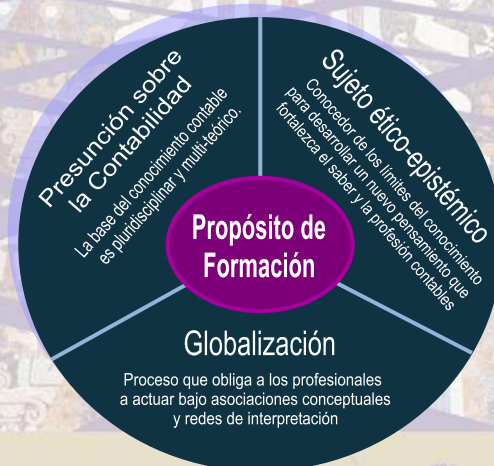 Presunción sobre
la Contabilidad
La base del conocimiento contable
es pluridisciplinar y multi-teórico.
Sujeto ético-epistémico
Conocedor de los límites del conocimiento
para desarrollar un nuevo pensamiento que
fortalezca el saber y la profesión contables
Propósito de
Formación
Globalización
Proceso que obliga a los profesionales
a actuar bajo asociaciones conceptuales
y redes de interpretación